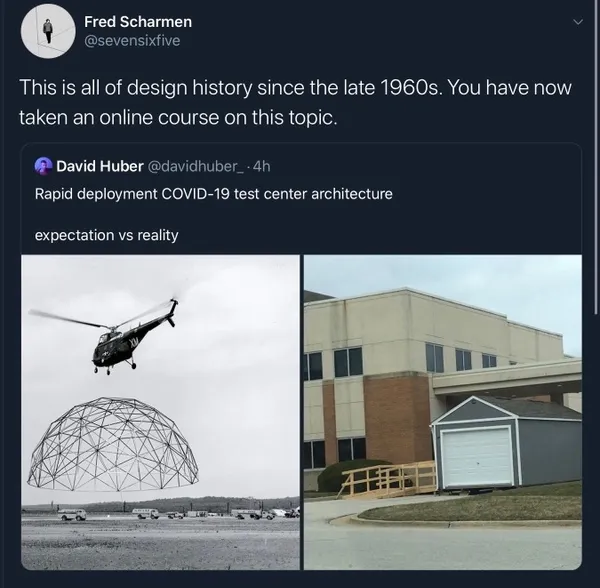 Fred Scharmen
@sevensixfive
This is all of design history since the late 1960s. You have now
taken an online course on this topic.
David Huber @davidhuber_ · 4h
Rapid deployment COVID-19 test center architecture
expectation vs reality